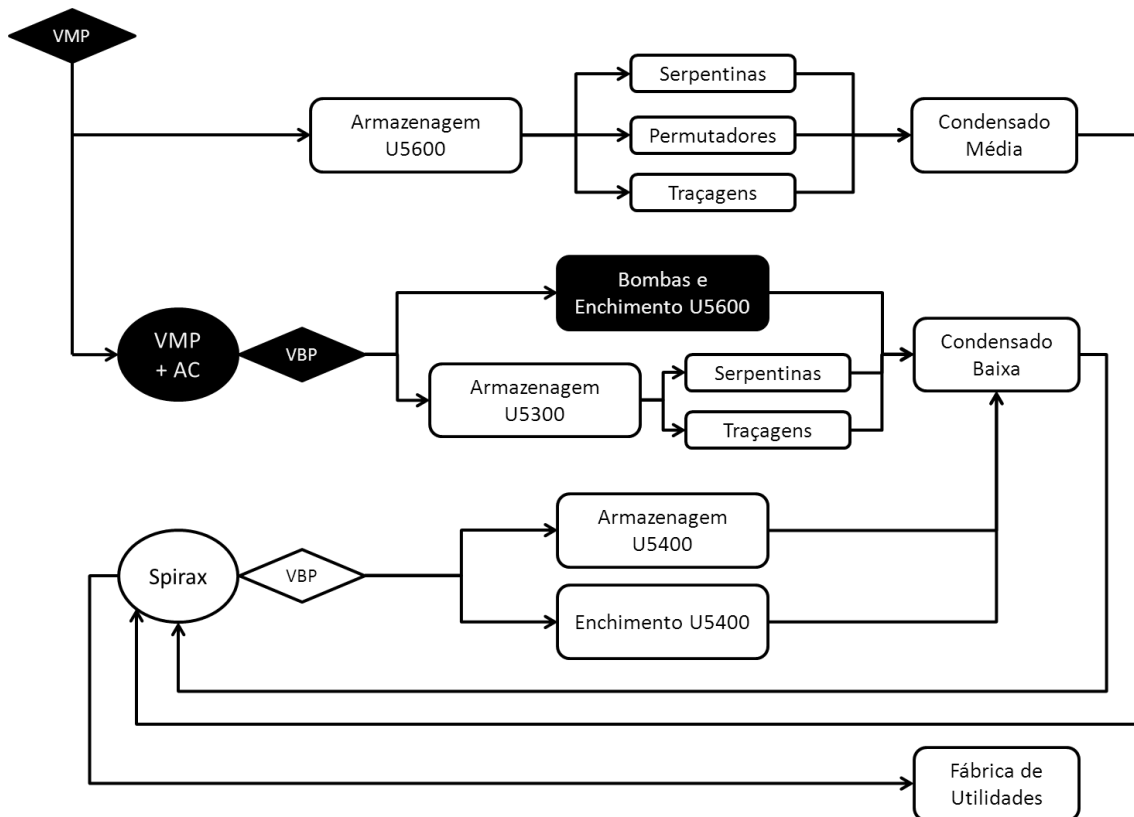 VMP
Armazenagem
U5600
Serpentinas
Permutadores
Traçagens
Condensado
Média
VMP
+ AC
VBP
Bombas e
Enchimento U5600
Armazenagem
U5300
Serpentinas
Traçagens
Condensado
Baixa
Spirax
VBP
Armazenagem
U5400
Enchimento U5400
Fábrica de
Utilidades